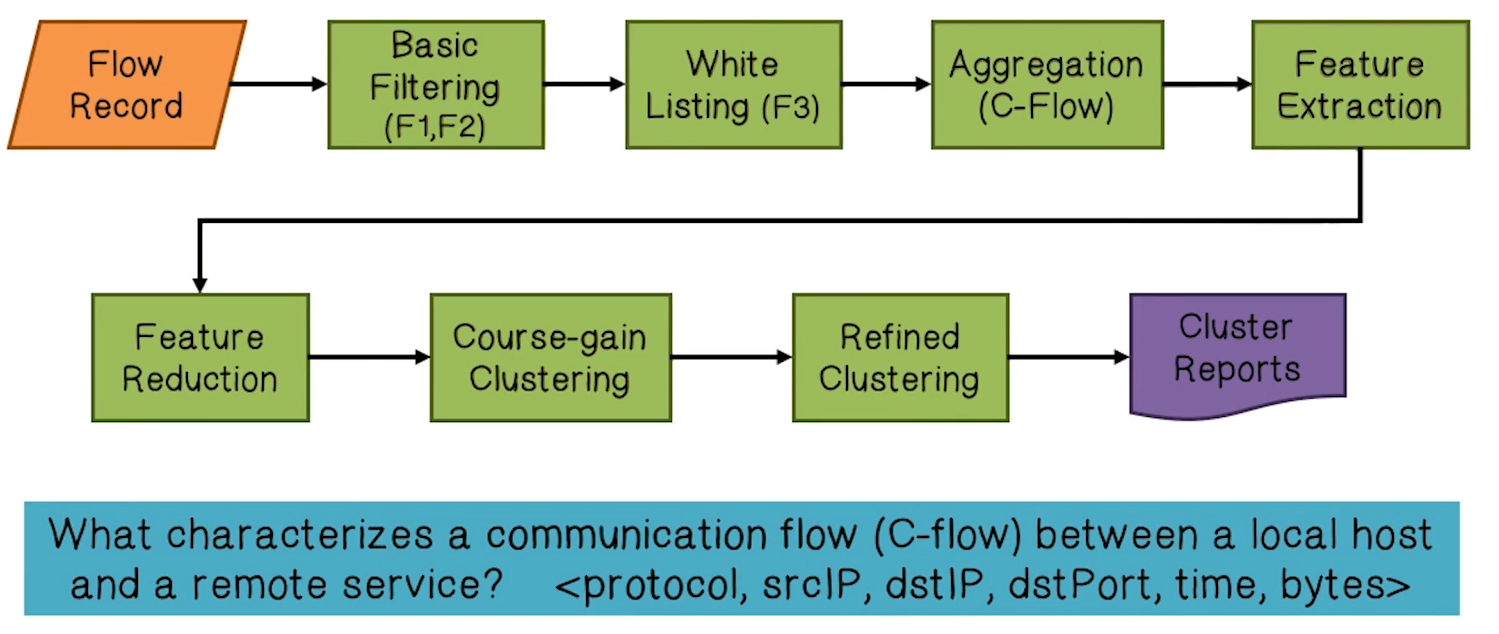 Flow
Record
Basic
Filtering
(F1,F2)
White
Listing (F3)
Aggregation
(C-Flow)
Feature
Extraction
Feature
Reduction
Course-gain
Clustering
Refined
Clustering
Cluster
Reports
What characterizes a communication flow (C-flow) between a local host
and a remote service? <protocol, srcIP, dstIP, dstPort, time, bytes>